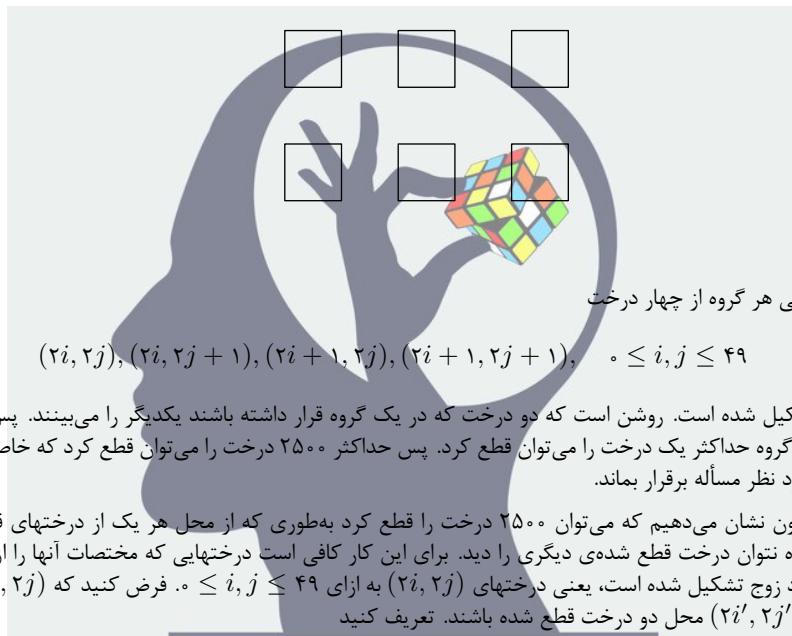 هر گروه از چهار درخت
(۲i, ۲j), (۲i, ۲j + ۱), (۲i + ۱, ۲j), (۲i + ۱, ۲j + ۱), ۰ ≤ i, j ≤ ۴۹
شده است. روشن است که دو درخت که در یک گروه قرار داشته باشند یکدیگر را می‌بینند.
گروه حداکثر یک درخت را می‌توان قطع کرد. پس حداکثر ۲۵۰۰ درخت را می‌توان قطع کرد که
نظر مسأله برقرار بماند.
نشان می‌دهیم که می‌توان ۲۵۰۰ درخت را قطع کرد به‌طوری که از محل هر یک از درختهای
نتوان درخت قطع شده‌ی دیگری را دید. برای این کار کافی است درختهایی که مختصات آنها را
زوج تشکیل شده است، یعنی درختهای (۲i, ۲j) به ازای ۰ ≤ i, j ≤ ۴۹. فرض کنید که
(۲i′, ۲j′) محل دو درخت قطع شده باشند. تعریف کنید